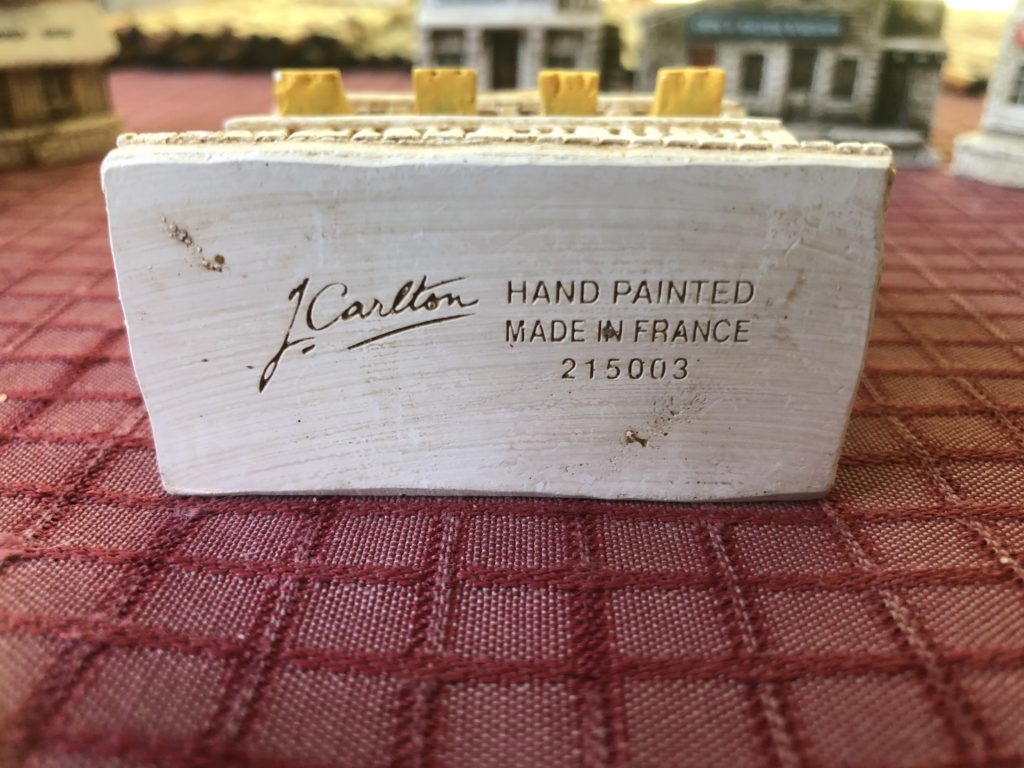 J. Carlton
HAND PAINTED
MADE IN FRANCE
215003